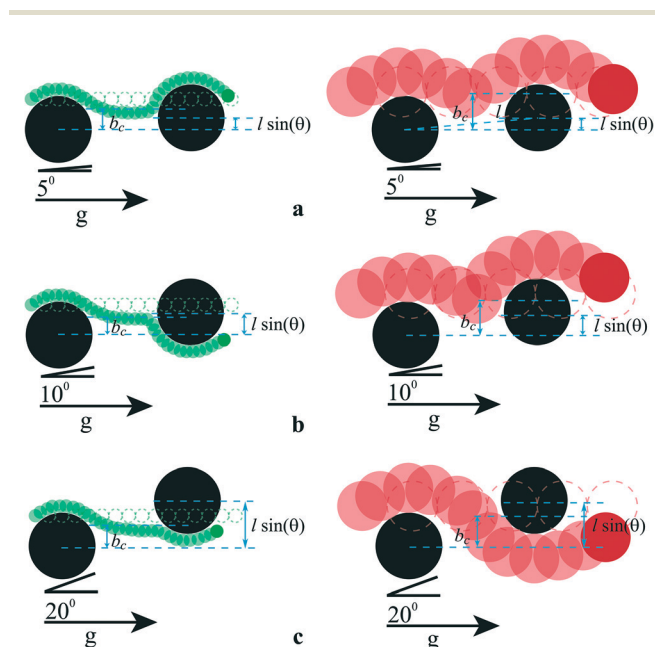 b_c
l sin(θ)
5⁰
g
a
b_c
l
l sin(θ)
5⁰
g
b_c
l sin(θ)
10⁰
g
b
b_c
l sin(θ)
10⁰
g
b_c
l sin(θ)
20⁰
g
c
b_c
l sin(θ)
20⁰
g